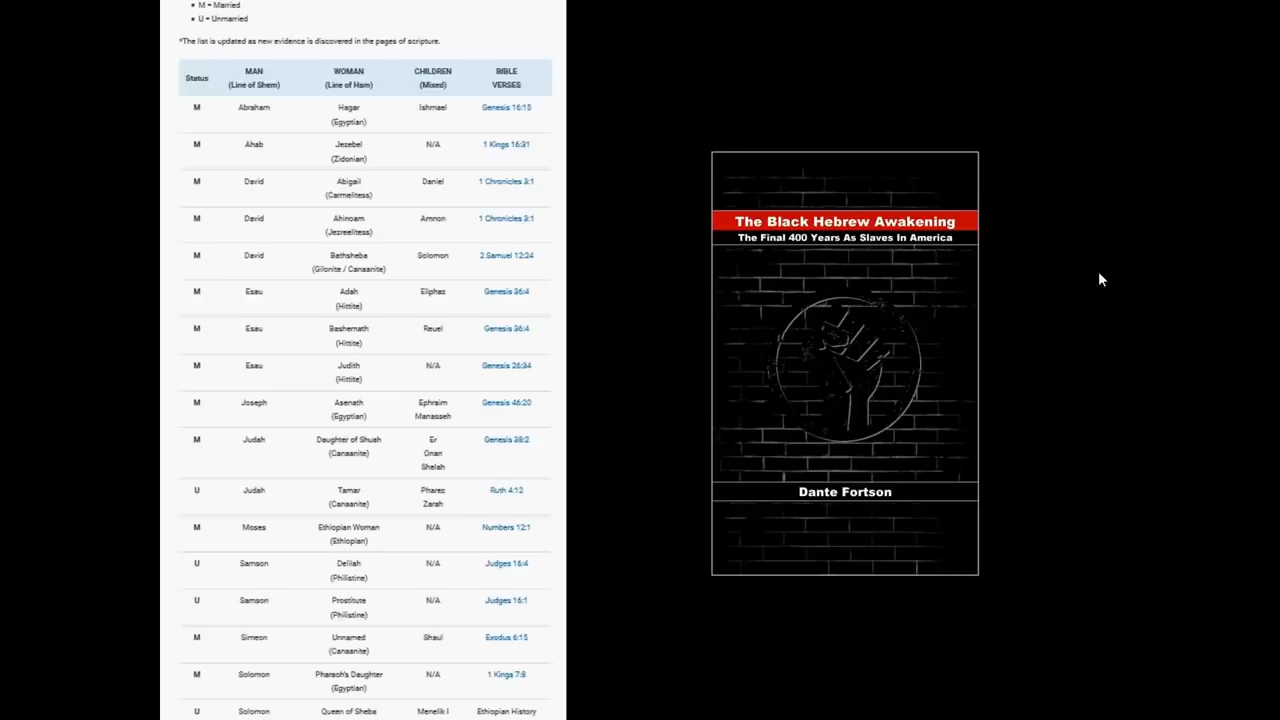 M = Married
U = Unmarried
*The list is updated as new evidence is discovered in the pages of scripture.
Status MAN (Line of Shem) WOMAN (Line of Ham) CHILDREN (Mixed) BIBLE VERSES
M Abraham Hagar (Egyptian) Ishmael Genesis 16:15
M Ahab Jezebel (Zidonian) N/A 1 Kings 16:31
M David Abigail (Carmelitess) Daniel 1 Chronicles 3:1
M David Ahinoam (Jezreelitess) Amnon 1 Chronicles 3:1
M David Bathsheba (Gilonite / Canaanite) Solomon 2 Samuel 12:24
M Esau Adah (Hittite) Eliphaz Genesis 36:4
M Esau Bashemath (Hittite) Reuel Genesis 36:4
M Esau Judith (Hittite) N/A Genesis 26:34
M Joseph Asenath (Egyptian) Ephraim Manasseh Genesis 46:20
M Judah Daughter of Shuah (Canaanite) Er Onan Shelah Genesis 38:2
U Judah Tamar (Canaanite) Pharez Zarah Ruth 4:12
M Moses Ethiopian Woman (Ethiopian) N/A Numbers 12:1
U Samson Delilah (Philistine) N/A Judges 16:4
U Samson Prostitute (Philistine) N/A Judges 16:1
M Simeon Unnamed (Canaanite) Shaul Exodus 6:15
M Solomon Pharaoh's Daughter (Egyptian) N/A 1 Kings 7:8
U Solomon Queen of Sheba Menelik I Ethiopian History
The Black Hebrew Awakening
The Final 400 Years As Slaves In America
Dante Fortson